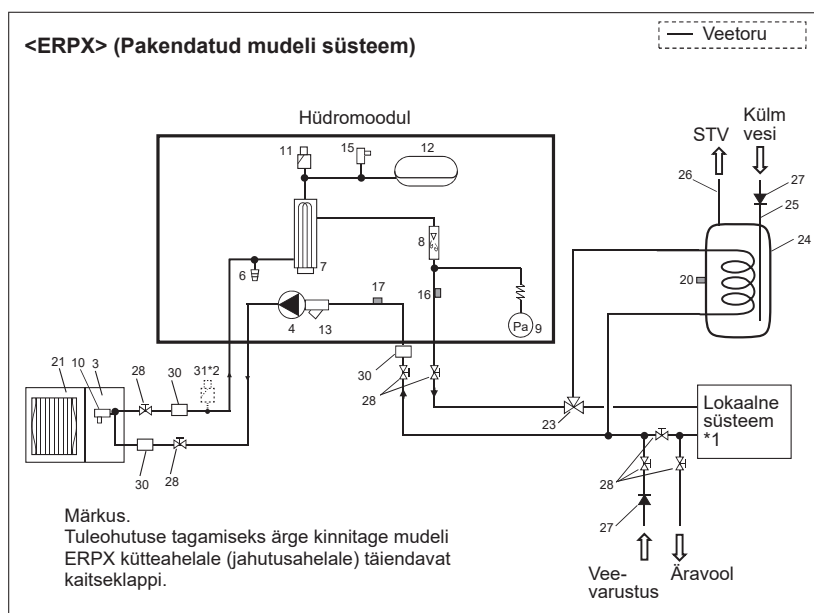 <ERPX> (Pakendatud mudeli süsteem)
Veetoru
Hüdromoodul
STV
Külm
vesi
11
15
12
26
27
25
24
8
6
7
20
17
16
4
13
Pa
9
21
10
3
28
30
31*2
30
28
23
Lokaalne
süsteem
*1
30
28
28
27
Märkus.
Tuleohutuse tagamiseks ärge kinnitage mudeli
ERPX kütteahelale (jahutusahelale) täiendavat
kaitseklappi.
Vee-
varustus
Äravool